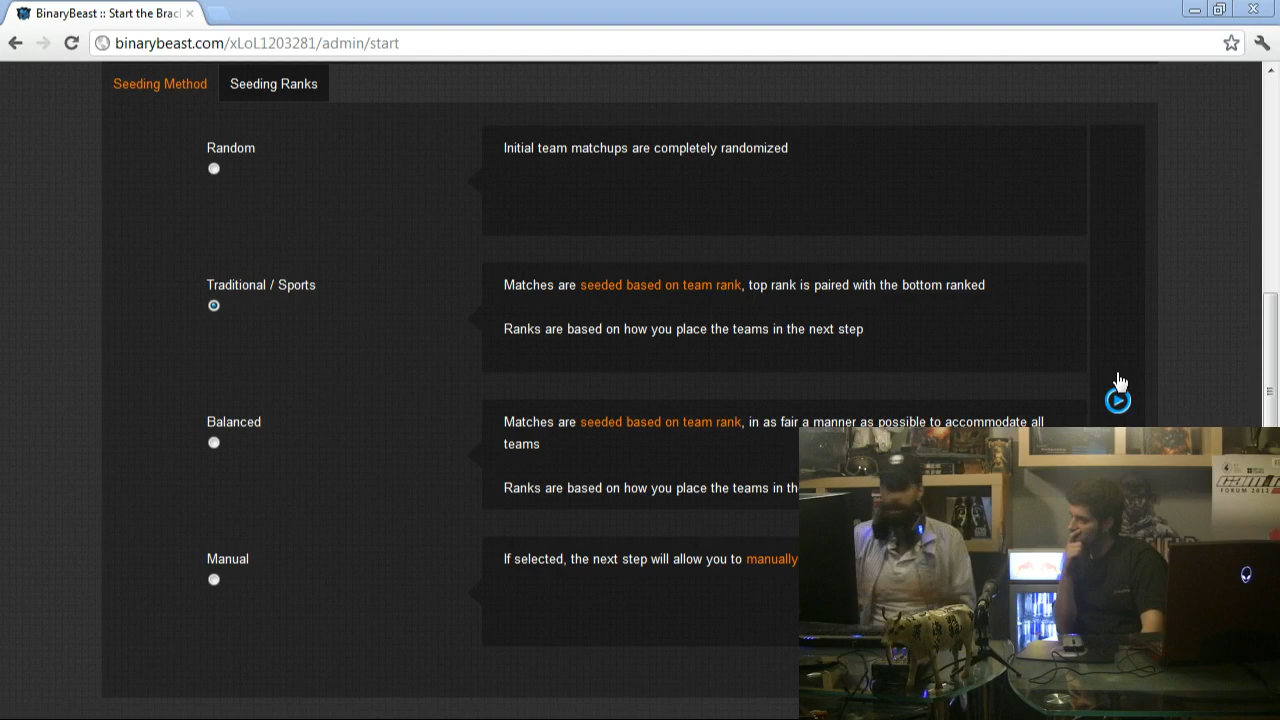 BinaryBeast :: Start the Brac
binarybeast.com/xLoL1203281/admin/start
Seeding Method
Seeding Ranks
Random
Initial team matchups are completely randomized
Traditional / Sports
Matches are seeded based on team rank, top rank is paired with the bottom ranked
Ranks are based on how you place the teams in the next step
Balanced
Matches are seeded based on team rank, in as fair a manner as possible to accommodate all
teams
Ranks are based on how you place the teams in th
Manual
If selected, the next step will allow you to manually
FORUM 2011